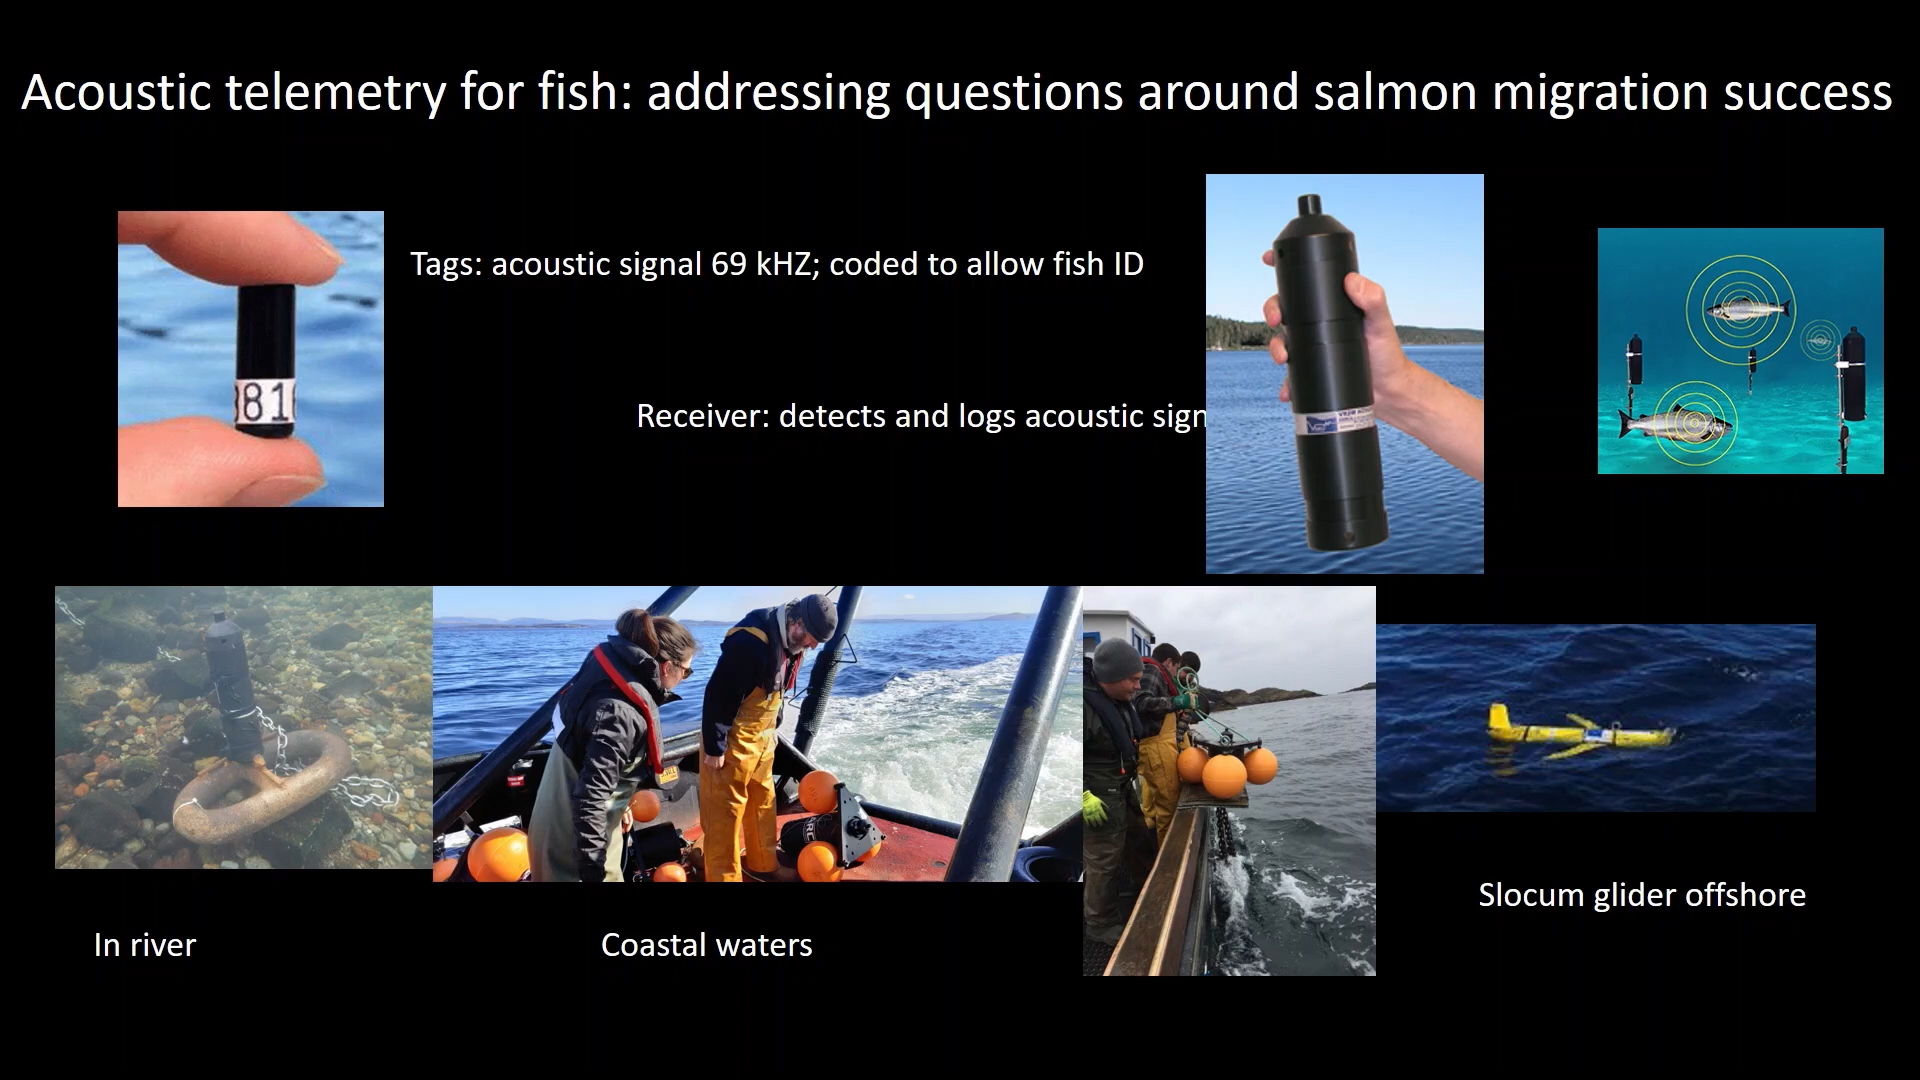 Acoustic telemetry for fish: addressing questions around salmon migration success
Tags: acoustic signal 69 kHZ; coded to allow fish ID
Receiver: detects and logs acoustic sign
381
In river
Coastal waters
Slocum glider offshore